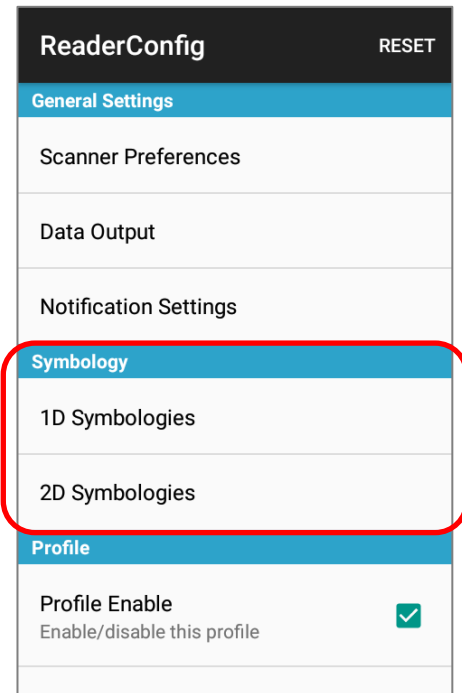 ReaderConfig RESET
General Settings
Scanner Preferences
Data Output
Notification Settings
Symbology
1D Symbologies
2D Symbologies
Profile
Profile Enable
Enable/disable this profile